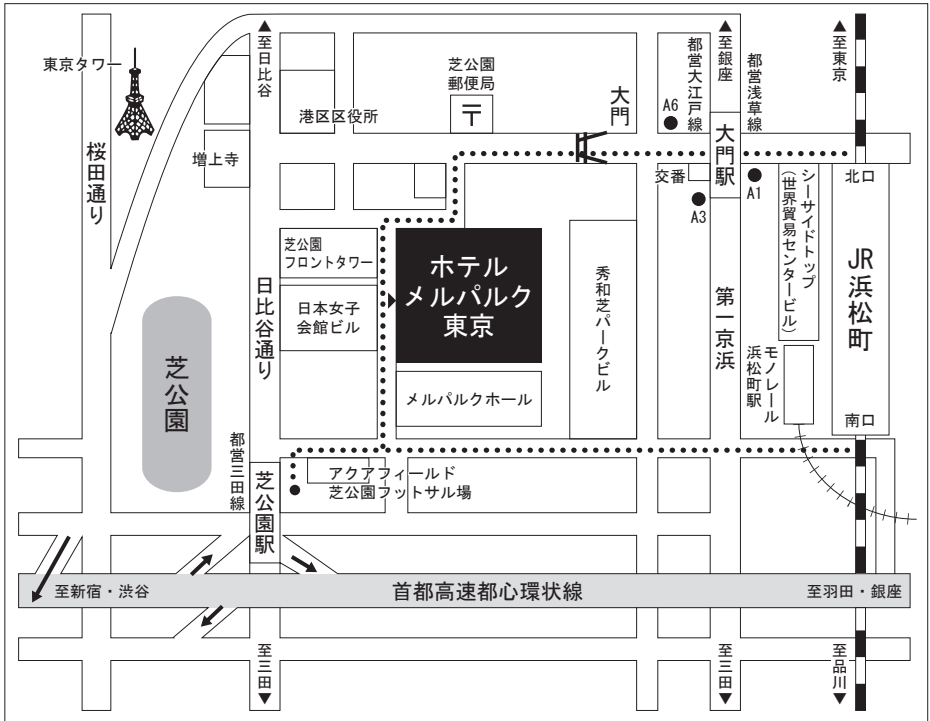 ▲至日比谷
▲至銀座
▲至東京
東京タワー
桜田通り
増上寺
港区区役所
芝公園
郵便局
〒
大門
都営大江戸線
A6
都営浅草線
大門駅
交番
A3
A1
シーサイドトップ
(世界貿易センタービル)
北口
JR浜松町
南口
芝公園
フロントタワー
日本女子
会館ビル
日比谷通り
ホテル
メルパルク
東京
メルパルクホール
秀和芝パークビル
第一京浜
モノレール
浜松町駅
芝公園
都営三田線
芝公園駅
アクアフィールド
芝公園フットサル場
至新宿・渋谷
首都高速都心環状線
至羽田・銀座
至三田▼
至三田▼
至品川▼